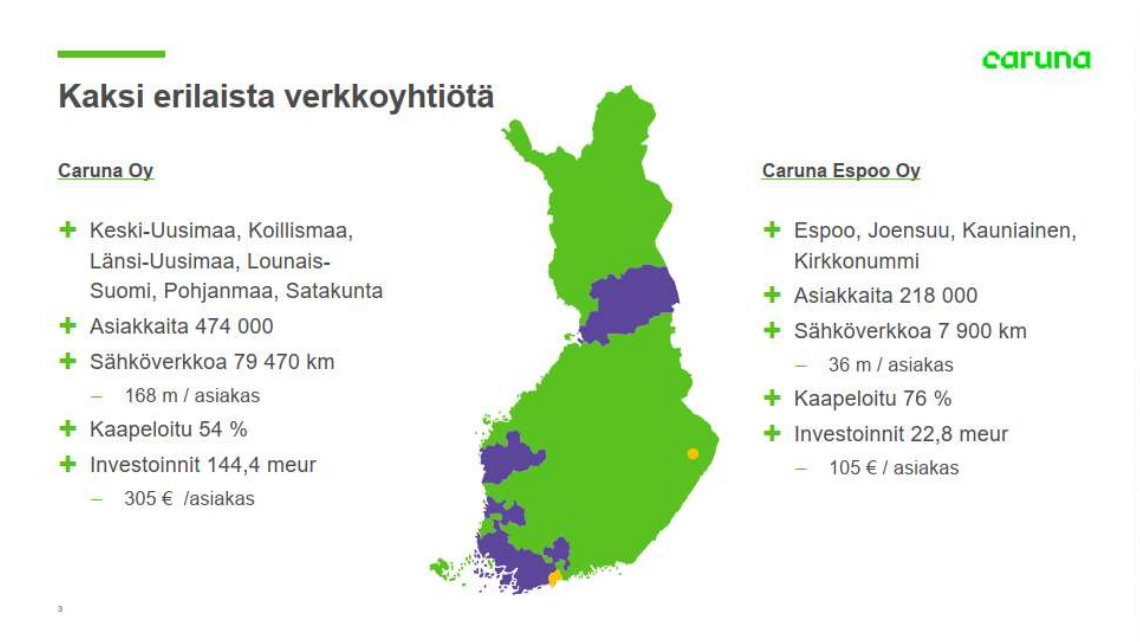 caruna
Kaksi erilaista verkkoyhtiötä
Caruna Oy
+ Keski-Uusimaa, Koillismaa,
Länsi-Uusimaa, Lounais-
Suomi, Pohjanmaa, Satakunta
+ Asiakkaita 474 000
+ Sähköverkkoa 79 470 km
– 168 m / asiakas
+ Kaapeloitu 54 %
+ Investoinnit 144,4 meur
– 305 € /asiakas
Caruna Espoo Oy
+ Espoo, Joensuu, Kauniainen,
Kirkkonummi
+ Asiakkaita 218 000
+ Sähköverkkoa 7 900 km
– 36 m / asiakas
+ Kaapeloitu 76 %
+ Investoinnit 22,8 meur
– 105 € / asiakas
3